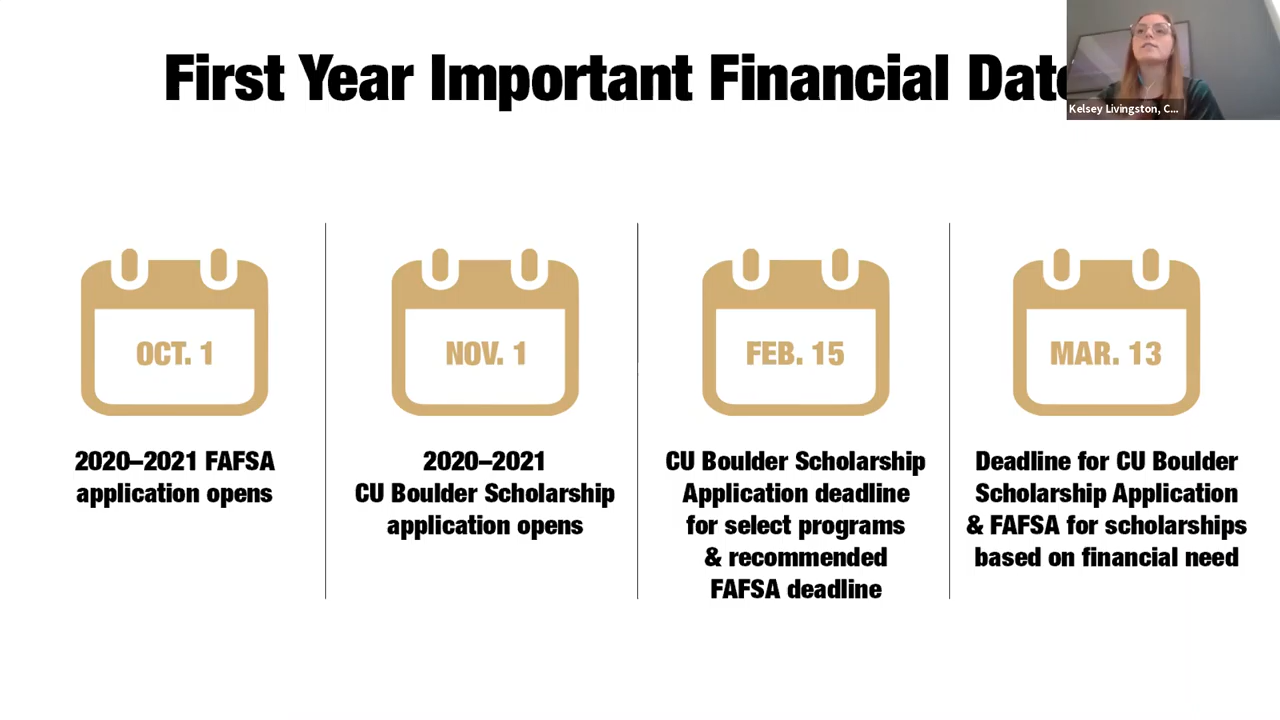 First Year Important Financial Date
Kelsey Livingston, C...
OCT. 1
2020–2021 FAFSA
application opens
NOV. 1
2020–2021
CU Boulder Scholarship
application opens
FEB. 15
CU Boulder Scholarship
Application deadline
for select programs
& recommended
FAFSA deadline
MAR. 13
Deadline for CU Boulder
Scholarship Application
& FAFSA for scholarships
based on financial need